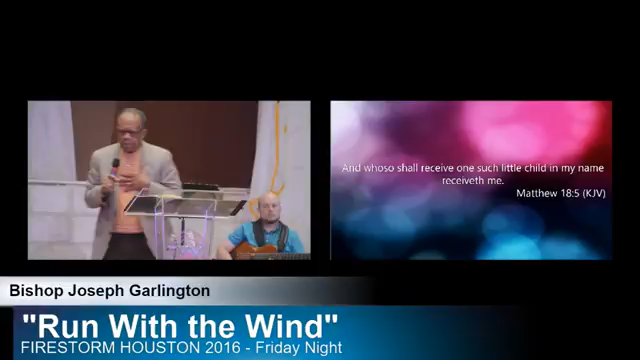 And whoso shall receive one such little child in my name
receiveth me.
Matthew 18:5 (KJV)
Bishop Joseph Garlington
"Run With the Wind"
FIRESTORM HOUSTON 2016 - Friday Night